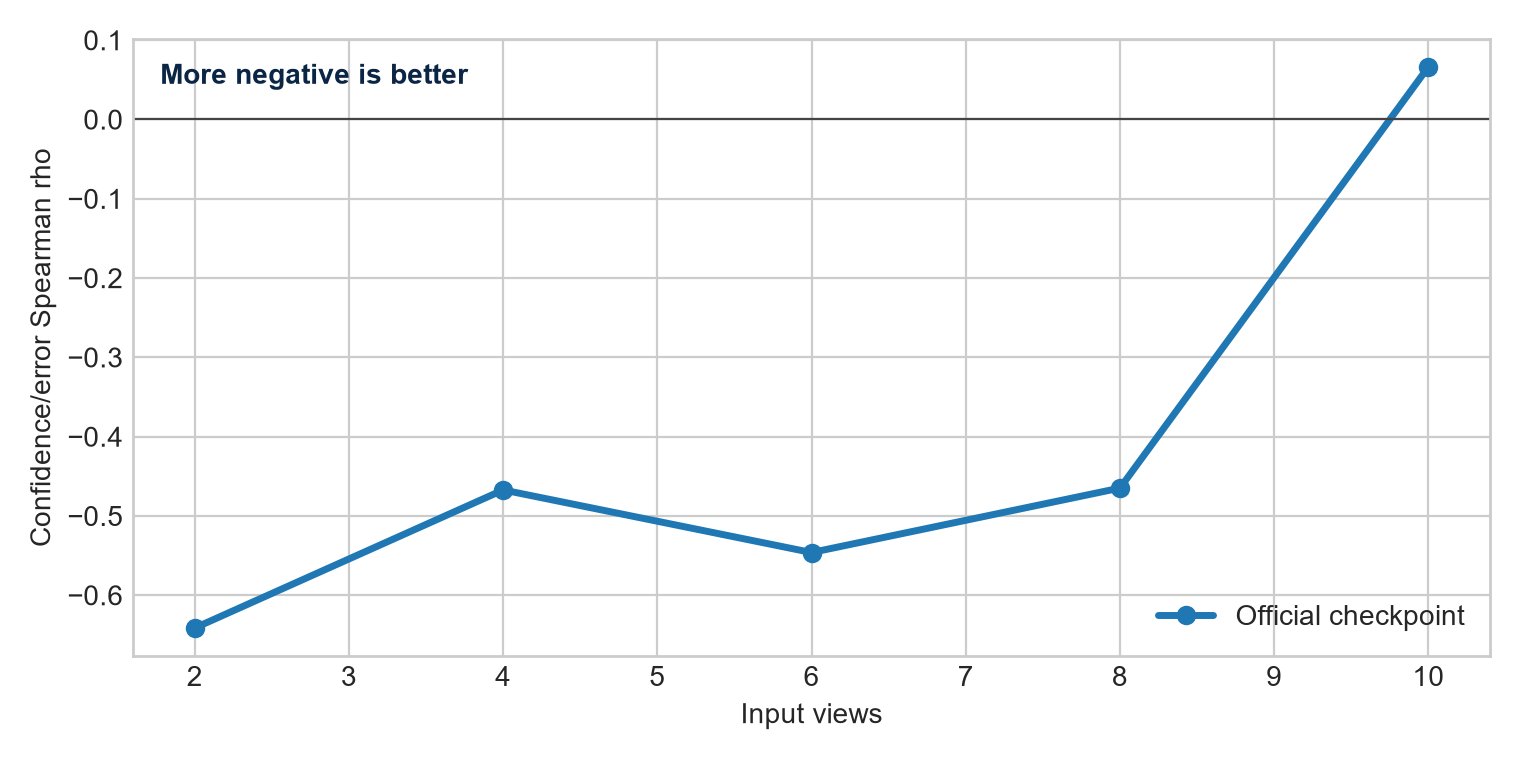 More negative is better
Confidence/error Spearman rho
0.1
0.0
−0.1
−0.2
−0.3
−0.4
−0.5
−0.6
Official checkpoint
2 3 4 5 6 7 8 9 10
Input views